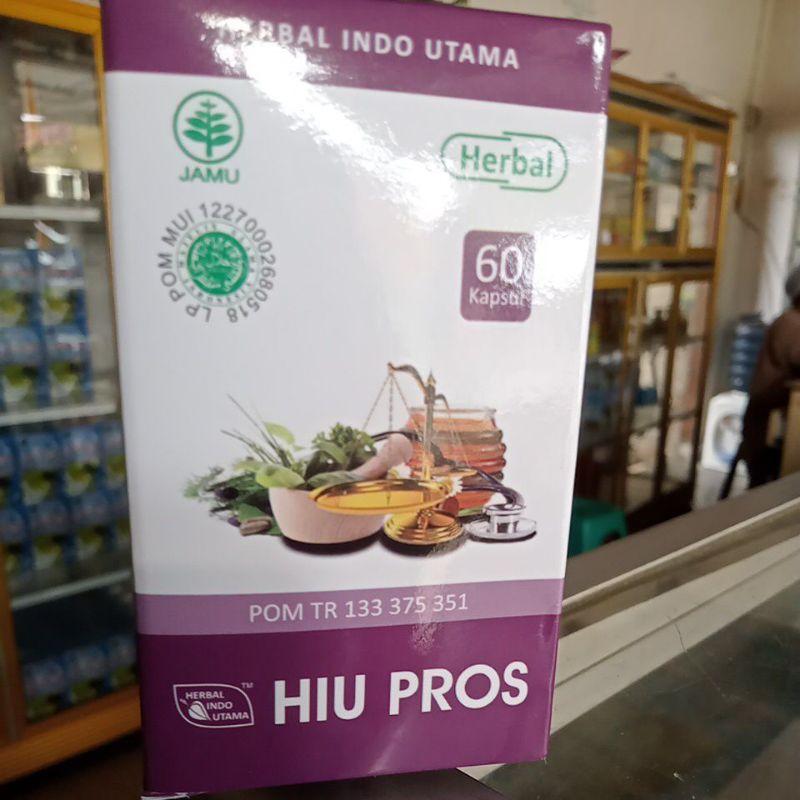 HERBAL INDO UTAMA
JAMU
Herbal
LP POM MUI 12270002680518
60
Kapsul
POM TR 133 375 351
HERBAL
INDO
UTAMA
TM
HIU PROS